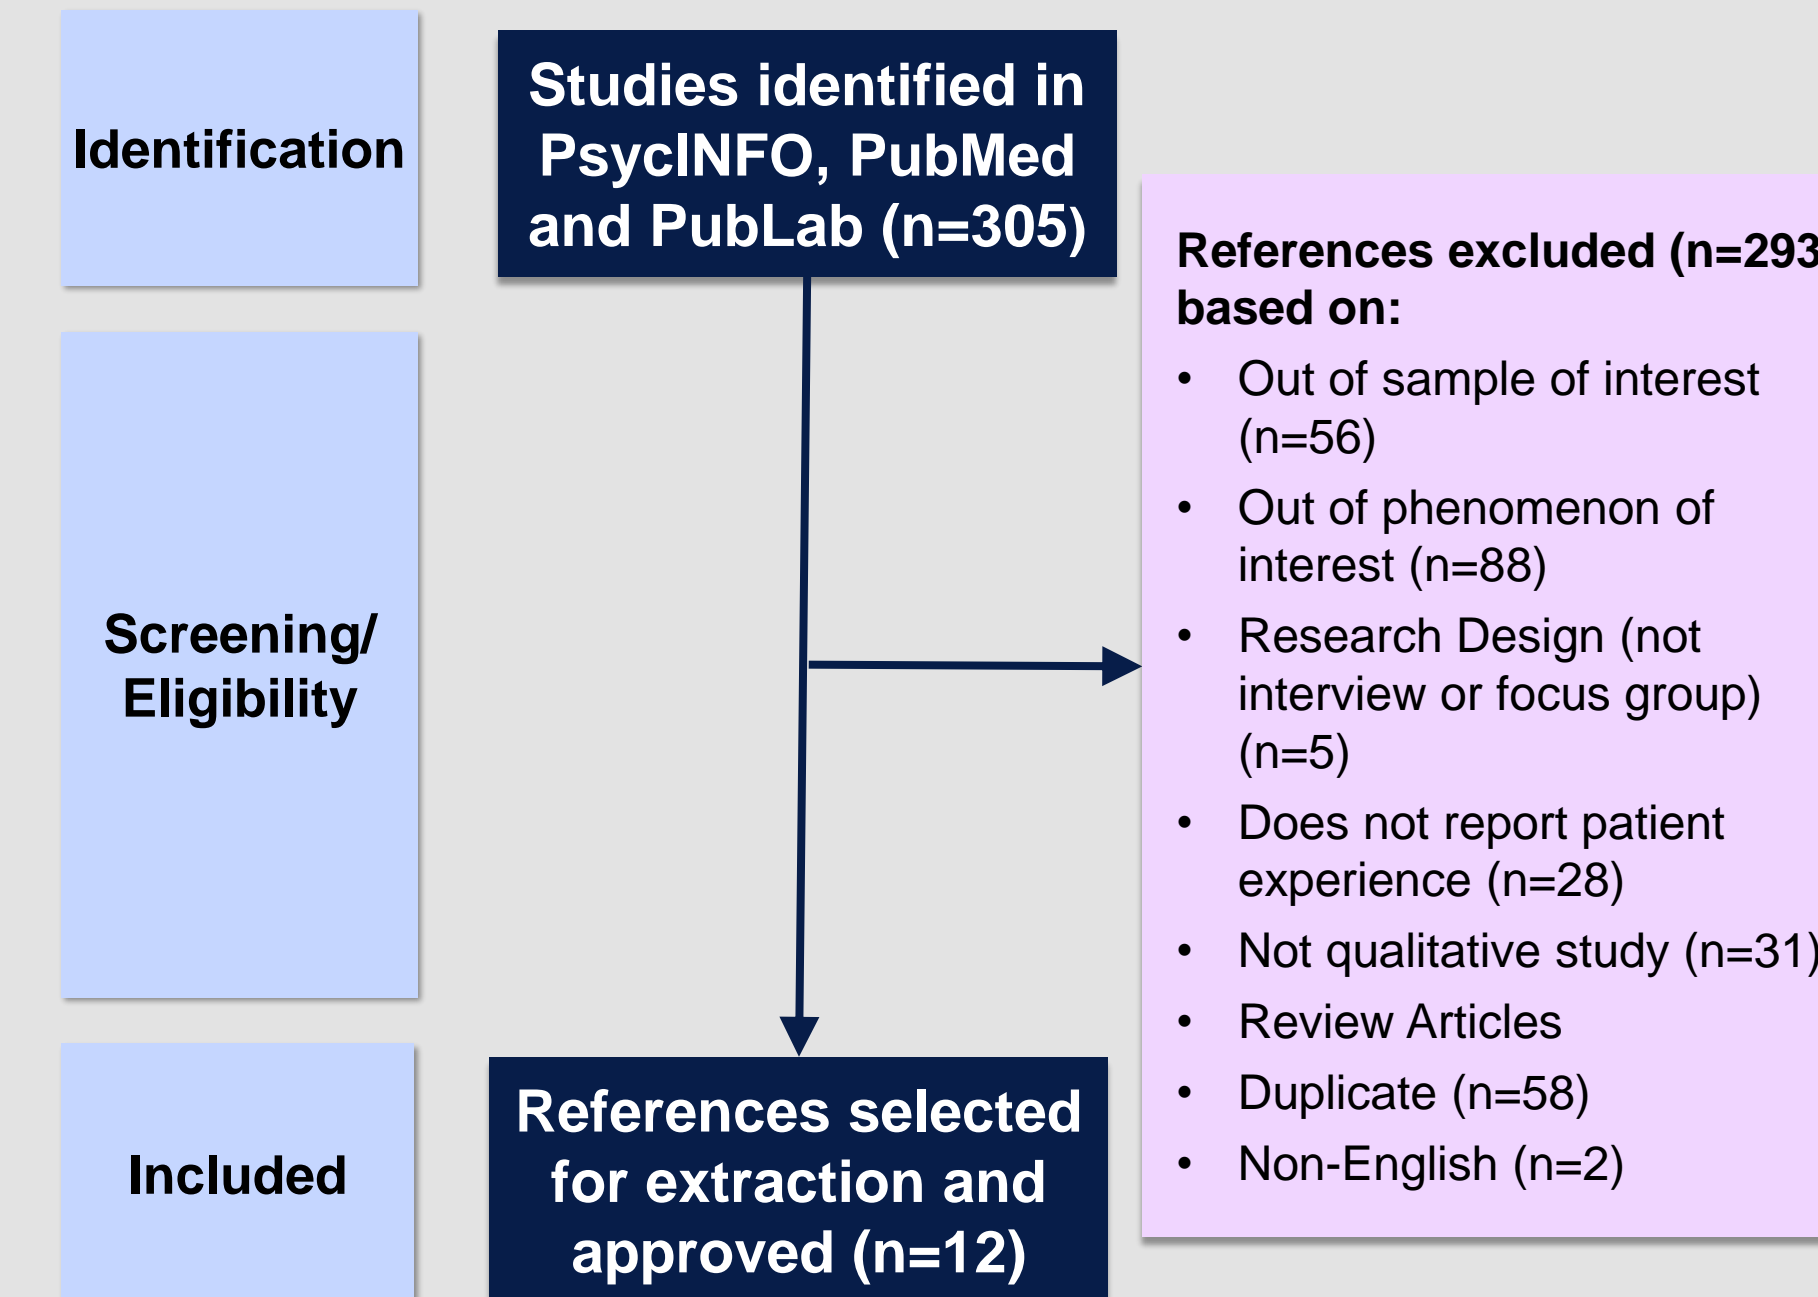 Identification
Studies identified in
PsycINFO, PubMed
and PubLab (n=305)
References excluded (n=293
based on:
• Out of sample of interest
(n=56)
• Out of phenomenon of
interest (n=88)
• Research Design (not
interview or focus group)
(n=5)
• Does not report patient
experience (n=28)
• Not qualitative study (n=31)
• Review Articles
• Duplicate (n=58)
• Non-English (n=2)
Screening/
Eligibility
Included
References selected
for extraction and
approved (n=12)